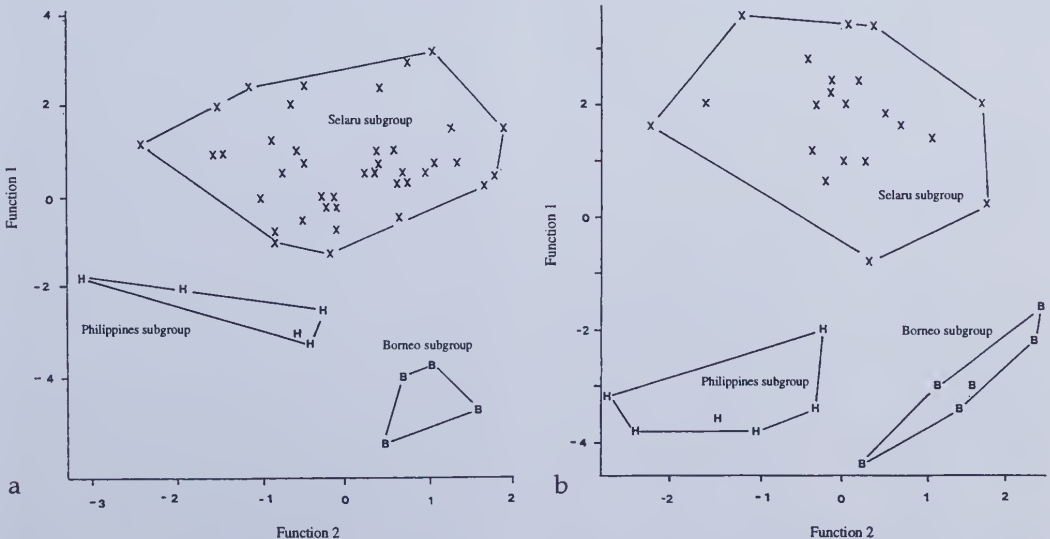 4
2
0
-2
-4
Function 1
Selaru subgroup
Philippines subgroup
Borneo subgroup
-3
-2
-1
0
1
2
Function 2
a
2
0
-2
-4
Function 1
Selaru subgroup
Philippines subgroup
Borneo subgroup
-2
-1
0
1
2
Function 2
b